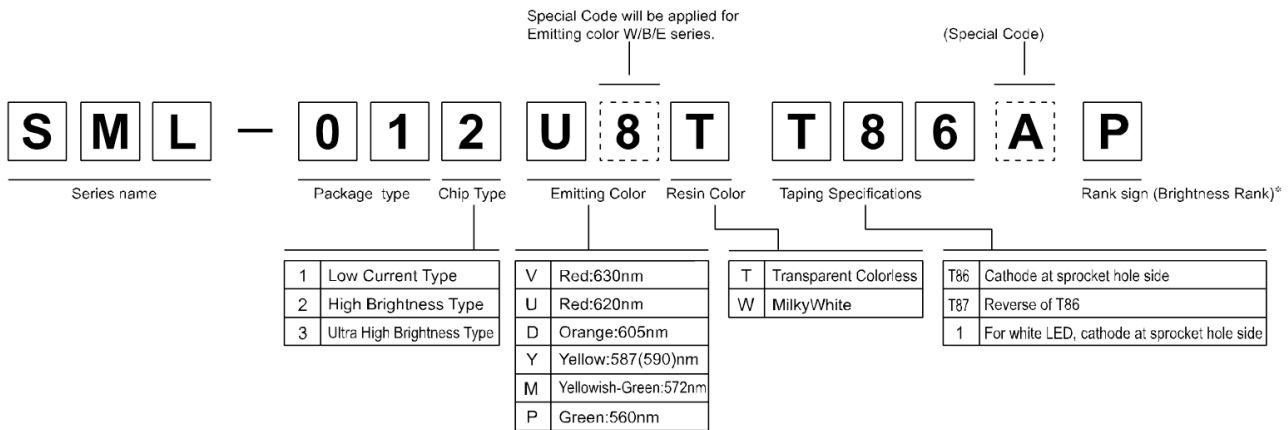 Special Code will be applied for
Emitting color W/B/E series.
(Special Code)
S M L — 0 1 2 U 8 T T 8 6 A P
Series name Package type Chip Type Emitting Color Resin Color Taping Specifications Rank sign (Brightness Rank)*
1 Low Current Type
2 High Brightness Type
3 Ultra High Brightness Type
V Red:630nm
U Red:620nm
D Orange:605nm
Y Yellow:587(590)nm
M Yellowish-Green:572nm
P Green:560nm
T Transparent Colorless
W MilkyWhite
T86 Cathode at sprocket hole side
T87 Reverse of T86
1 For white LED, cathode at sprocket hole side